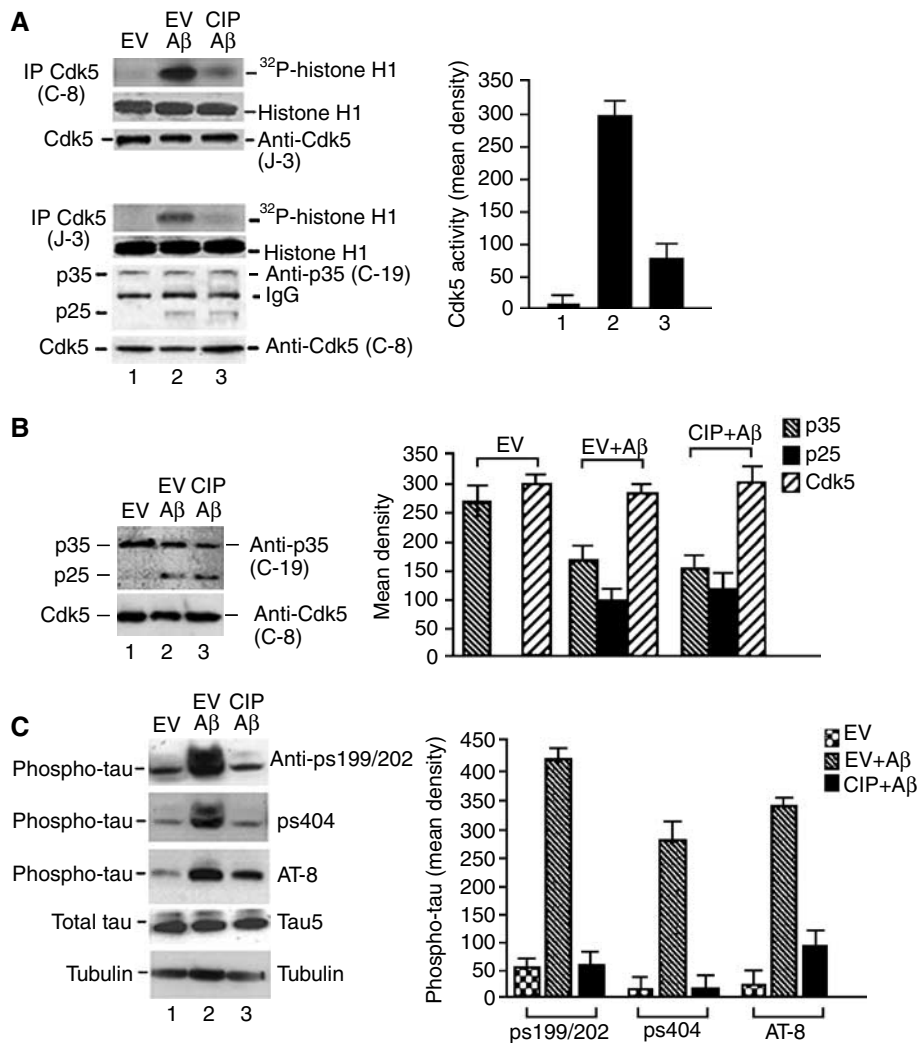 A
EV
EV
Aβ
CIP
Aβ
IP Cdk5
(C-8)
32P-histone H1
Histone H1
Cdk5
Anti-Cdk5
(J-3)
IP Cdk5
(J-3)
32P-histone H1
Histone H1
p35
Anti-p35 (C-19)
IgG
p25
Cdk5
Anti-Cdk5 (C-8)
1 2 3
Cdk5 activity (mean density)
350
300
250
200
150
100
50
0
1 2 3
B
EV
EV
Aβ
CIP
Aβ
p35
Anti-p35
(C-19)
p25
Cdk5
Anti-Cdk5
(C-8)
1 2 3
Mean density
350
300
250
200
150
100
50
0
EV
EV+Aβ
CIP+Aβ
p35
p25
Cdk5
C
EV
EV
Aβ
CIP
Aβ
Phospho-tau
Anti-ps199/202
Phospho-tau
ps404
Phospho-tau
AT-8
Total tau
Tau5
Tubulin
Tubulin
1 2 3
Phospho-tau (mean density)
450
400
350
300
250
200
150
100
50
0
ps199/202
ps404
AT-8
EV
EV+Aβ
CIP+Aβ